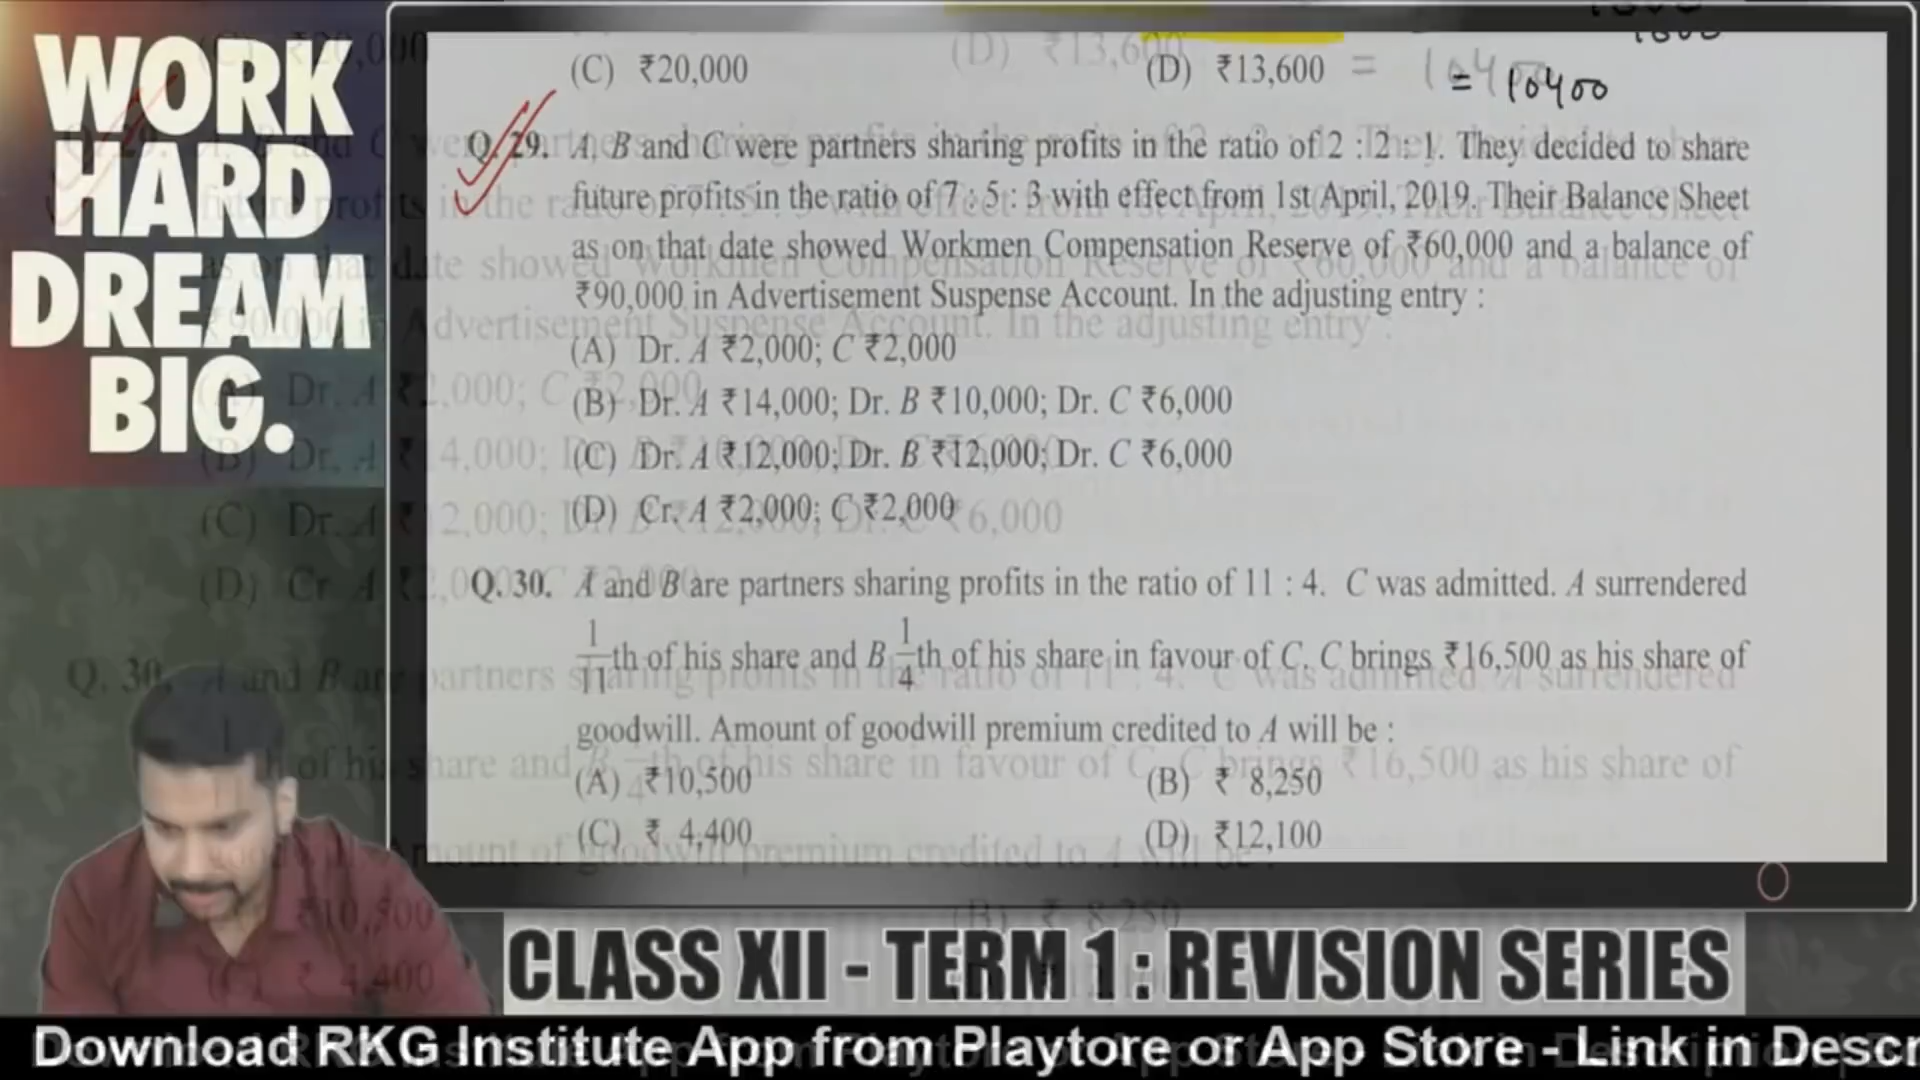 WORK
HARD
DREAM
BIG.
1000
(C) ₹20,000 (D) ₹13,600 = 10400
Q. 29. A, B and C were partners sharing profits in the ratio of 2 : 2 : 1. They decided to share
future profits in the ratio of 7 : 5 : 3 with effect from 1st April, 2019. Their Balance Sheet
as on that date showed Workmen Compensation Reserve of ₹60,000 and a balance of
₹90,000 in Advertisement Suspense Account. In the adjusting entry :
(A) Dr. A ₹2,000; C ₹2,000
(B) Dr. A ₹14,000; Dr. B ₹10,000; Dr. C ₹6,000
(C) Dr. A ₹12,000; Dr. B ₹12,000; Dr. C ₹6,000
(D) Cr. A ₹2,000; C ₹2,000
Q. 30. A and B are partners sharing profits in the ratio of 11 : 4. C was admitted. A surrendered
1/11th of his share and B 1/4th of his share in favour of C. C brings ₹16,500 as his share of
goodwill. Amount of goodwill premium credited to A will be :
(A) ₹10,500 (B) ₹ 8,250
(C) ₹ 4,400 (D) ₹12,100
CLASS XII - TERM 1 : REVISION SERIES
Download RKG Institute App from Playtore or App Store - Link in Descr